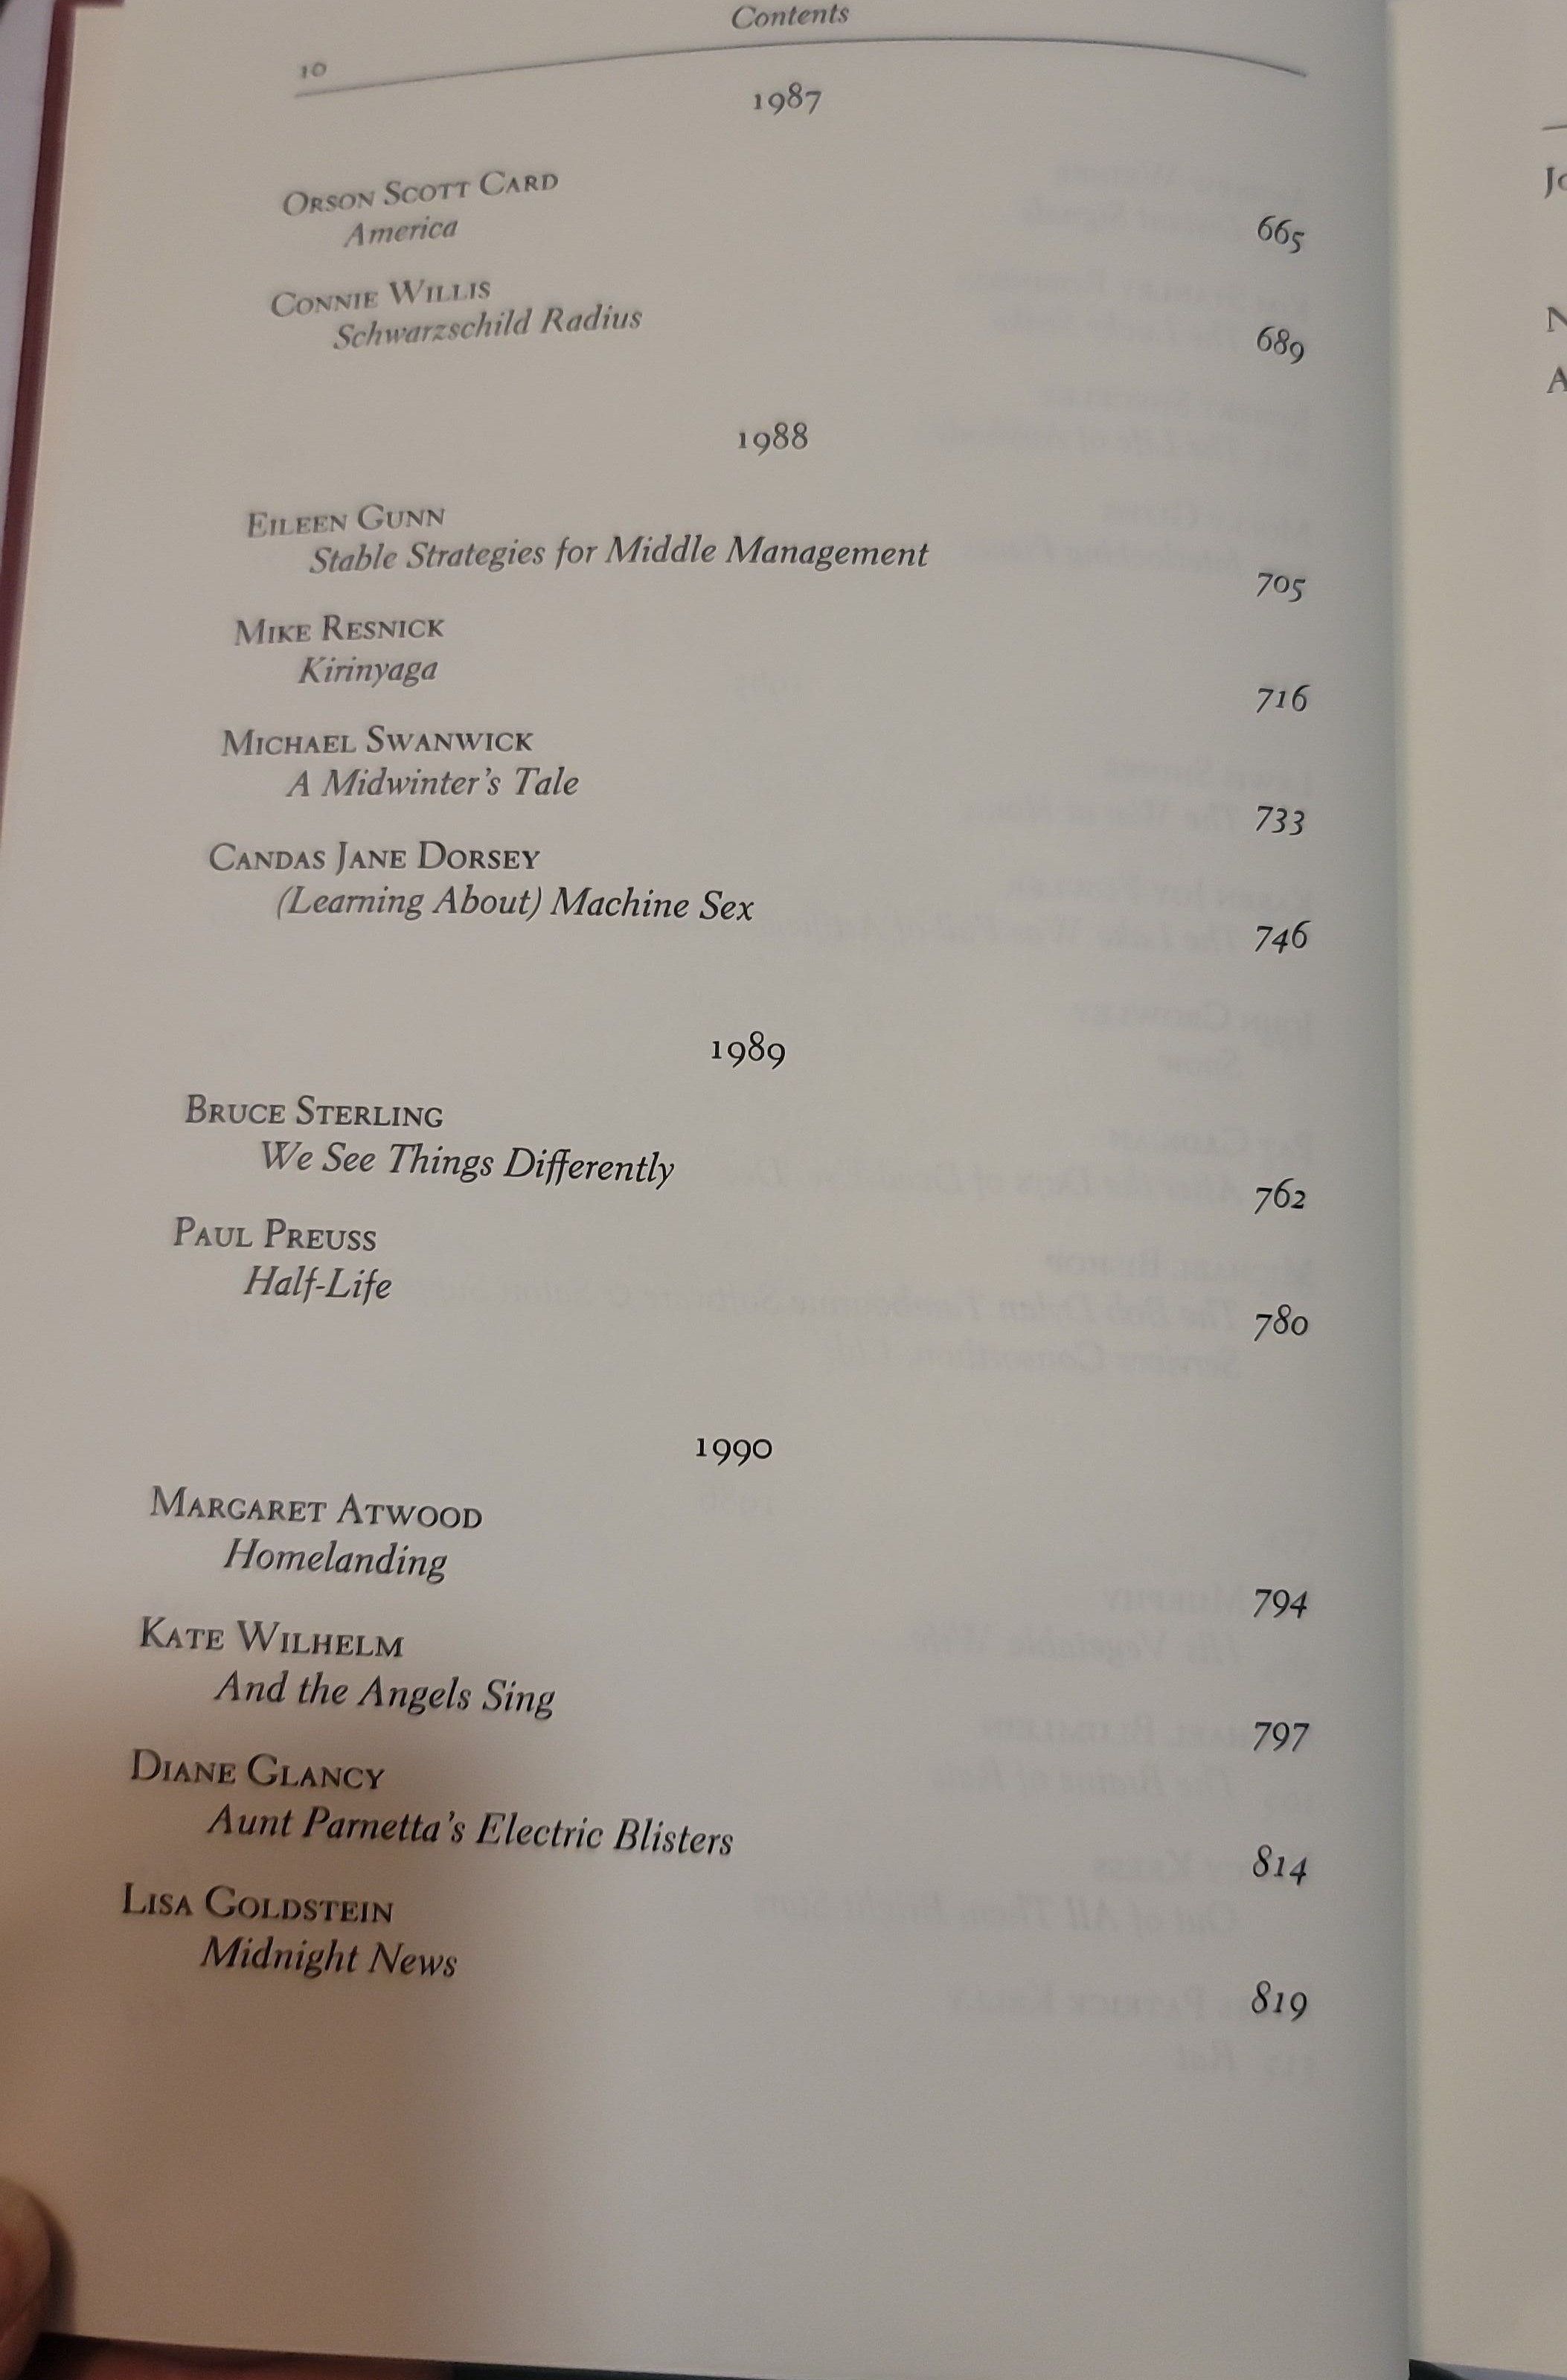 Contents
10
1987
Orson Scott Card
America 665
Connie Willis
Schwarzschild Radius 689
1988
Eileen Gunn
Stable Strategies for Middle Management 705
Mike Resnick
Kirinyaga 716
Michael Swanwick
A Midwinter's Tale 733
Candas Jane Dorsey
(Learning About) Machine Sex 746
1989
Bruce Sterling
We See Things Differently 762
Paul Preuss
Half-Life 780
1990
Margaret Atwood
Homelanding 794
Kate Wilhelm
And the Angels Sing 797
Diane Glancy
Aunt Parnetta's Electric Blisters 814
Lisa Goldstein
Midnight News 819